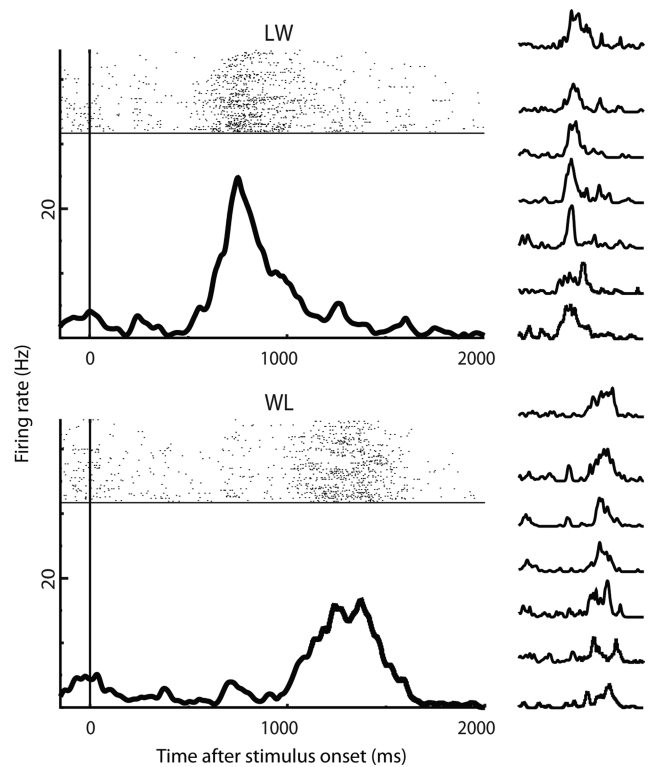 LW
20
0 1000 2000
WL
20
0 1000 2000
Firing rate (Hz)
Time after stimulus onset (ms)